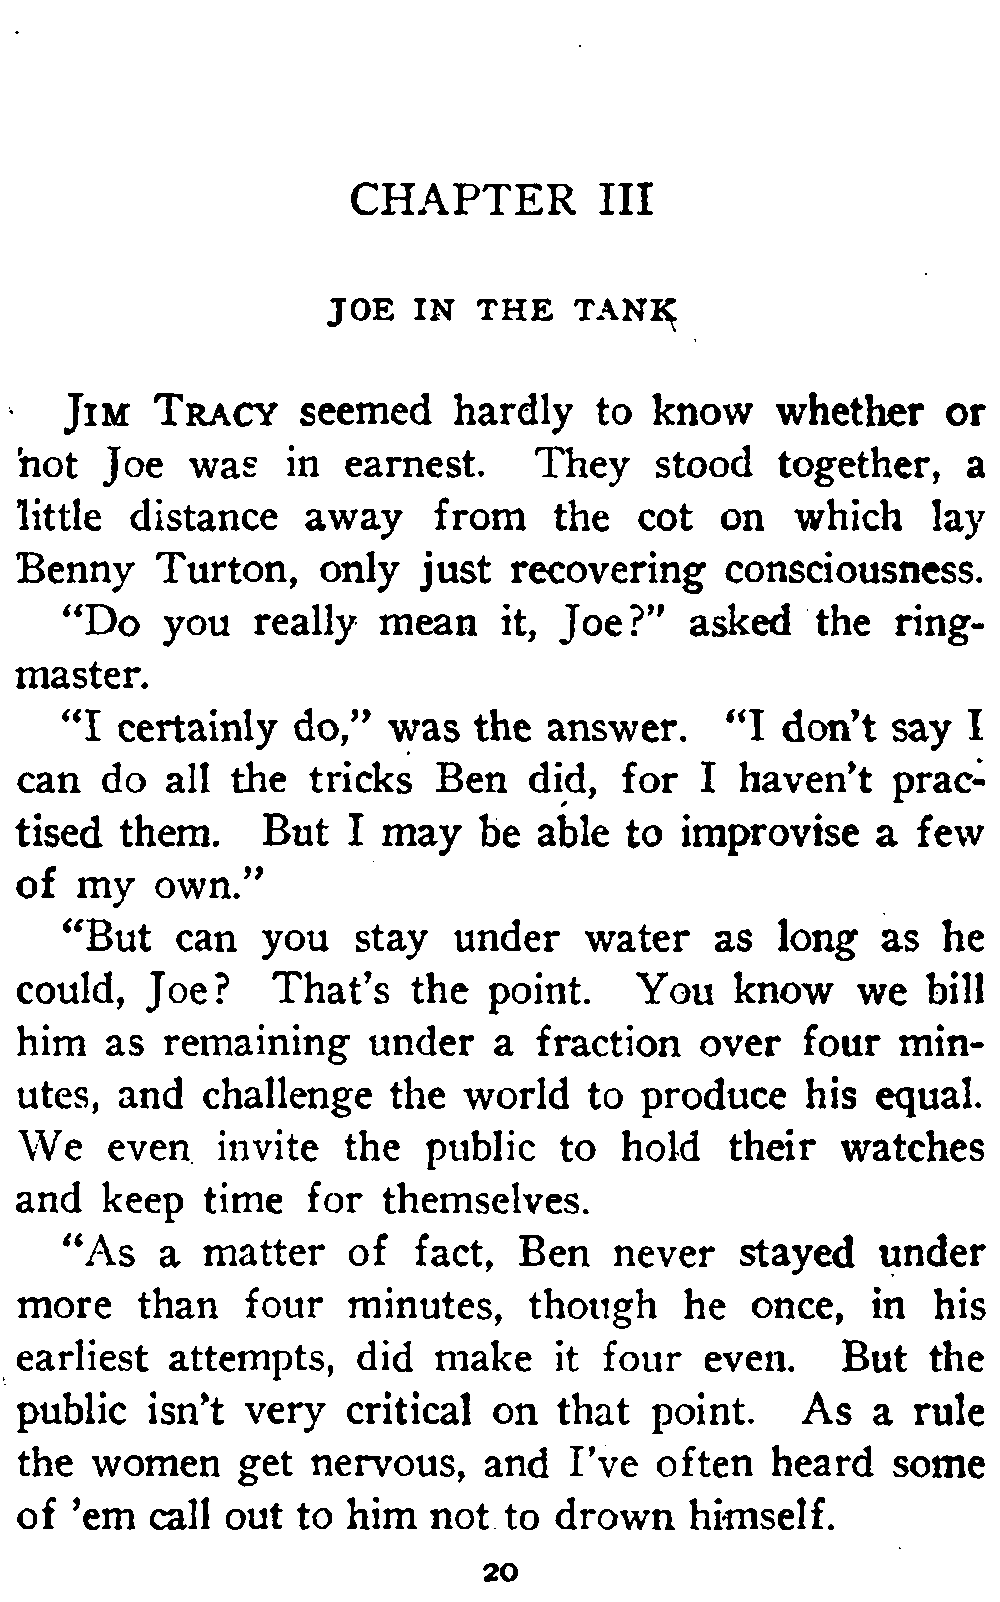 CHAPTER III
JOE IN THE TANK
JIM TRACY seemed hardly to know whether or
not Joe was in earnest. They stood together, a
little distance away from the cot on which lay
Benny Turton, only just recovering consciousness.
"Do you really mean it, Joe?" asked the ring-
master.
"I certainly do," was the answer. "I don't say I
can do all the tricks Ben did, for I haven't prac-
tised them. But I may be able to improvise a few
of my own."
"But can you stay under water as long as he
could, Joe? That's the point. You know we bill
him as remaining under a fraction over four min-
utes, and challenge the world to produce his equal.
We even invite the public to hold their watches
and keep time for themselves.
"As a matter of fact, Ben never stayed under
more than four minutes, though he once, in his
earliest attempts, did make it four even. But the
public isn't very critical on that point. As a rule
the women get nervous, and I've often heard some
of 'em call out to him not to drown himself.
20